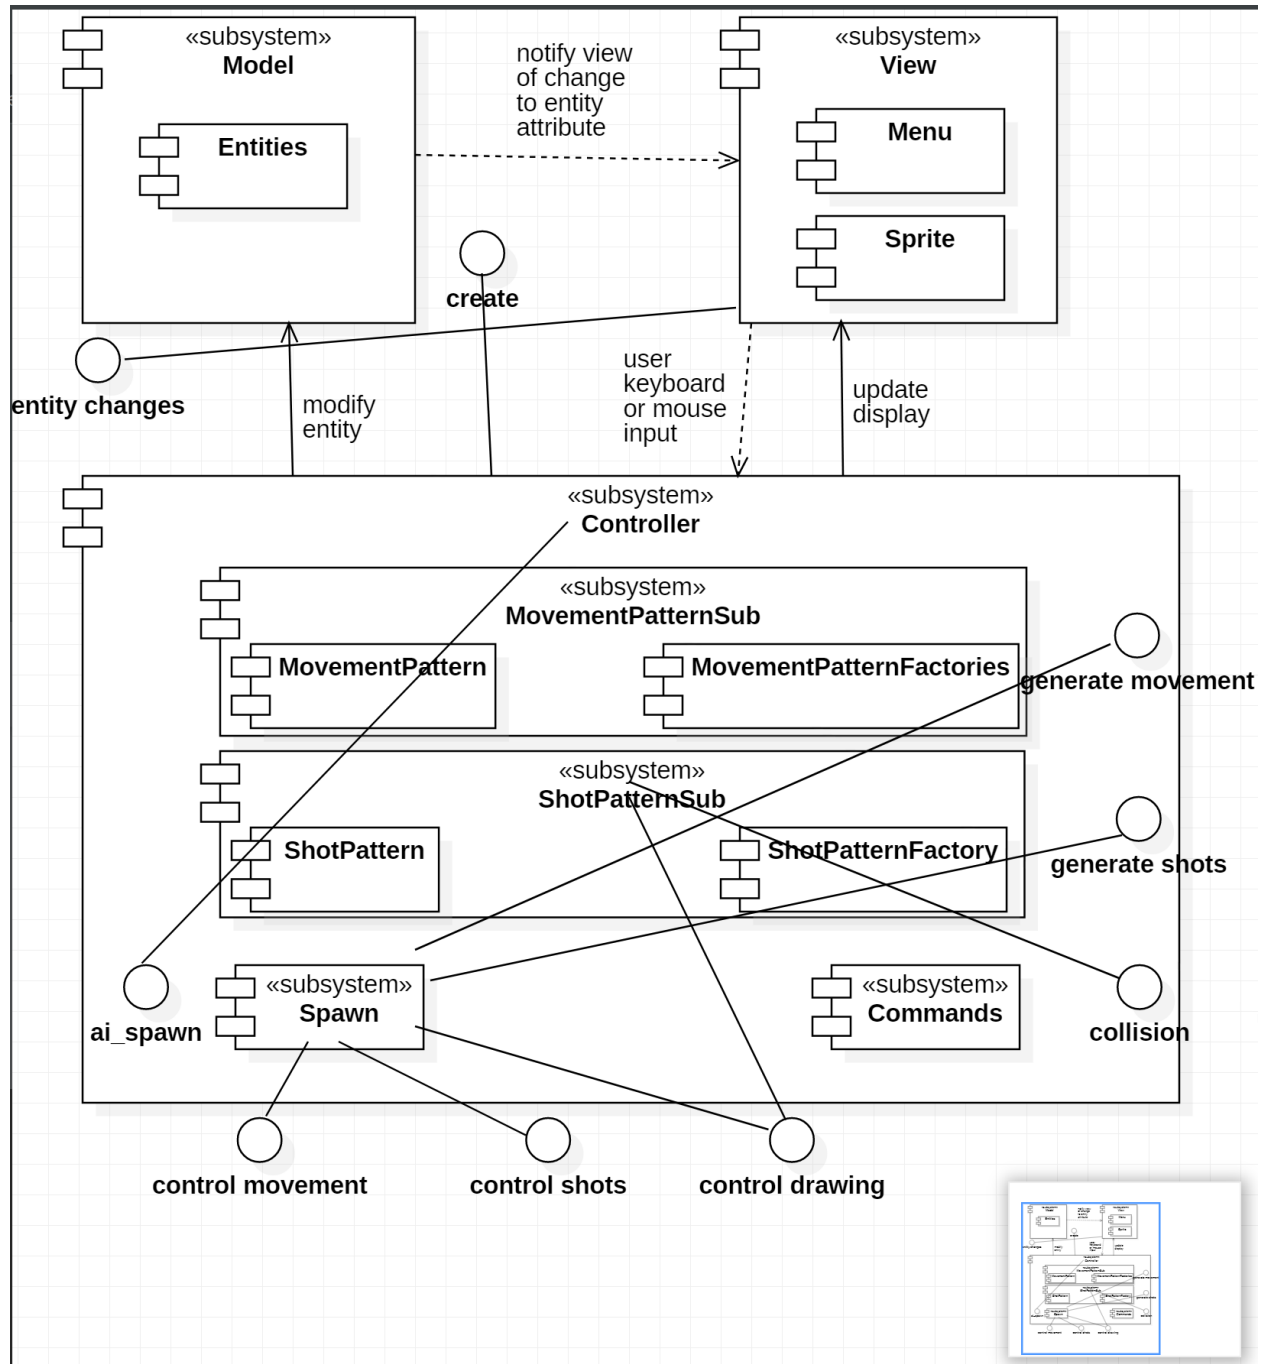 «subsystem»
Model
Entities
notify view
of change
to entity
attribute
«subsystem»
View
Menu
Sprite
create
entity changes
modify
entity
user
keyboard
or mouse
input
update
display
«subsystem»
Controller
«subsystem»
MovementPatternSub
MovementPattern
MovementPatternFactories
generate movement
«subsystem»
ShotPatternSub
ShotPattern
ShotPatternFactory
generate shots
ai_spawn
«subsystem»
Spawn
«subsystem»
Commands
collision
control movement
control shots
control drawing